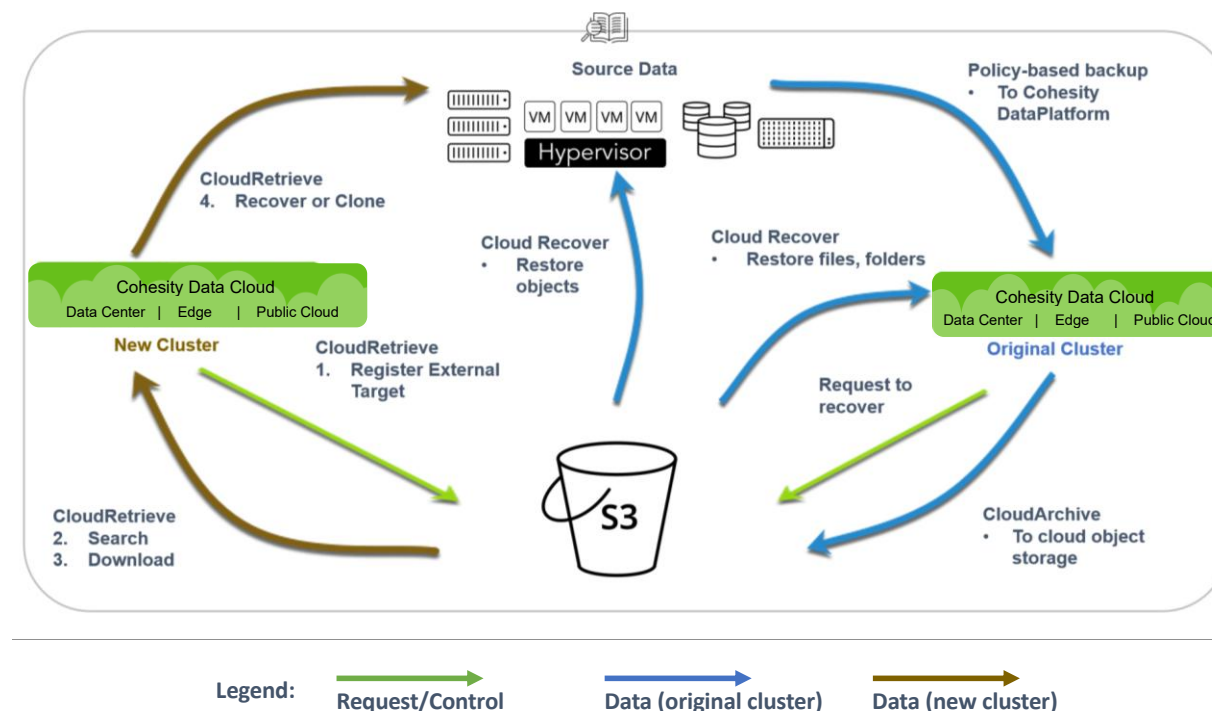 Source Data
VM VM VM VM
Hypervisor
Policy-based backup
• To Cohesity
DataPlatform
CloudRetrieve
4. Recover or Clone
Cloud Recover
• Restore
objects
Cloud Recover
• Restore files, folders
Cohesity Data Cloud
Data Center | Edge | Public Cloud
New Cluster
Cohesity Data Cloud
Data Center | Edge | Public Cloud
Original Cluster
CloudRetrieve
1. Register External
Target
Request to
recover
S3
CloudRetrieve
2. Search
3. Download
CloudArchive
• To cloud object
storage
Legend:
Request/Control
Data (original cluster)
Data (new cluster)